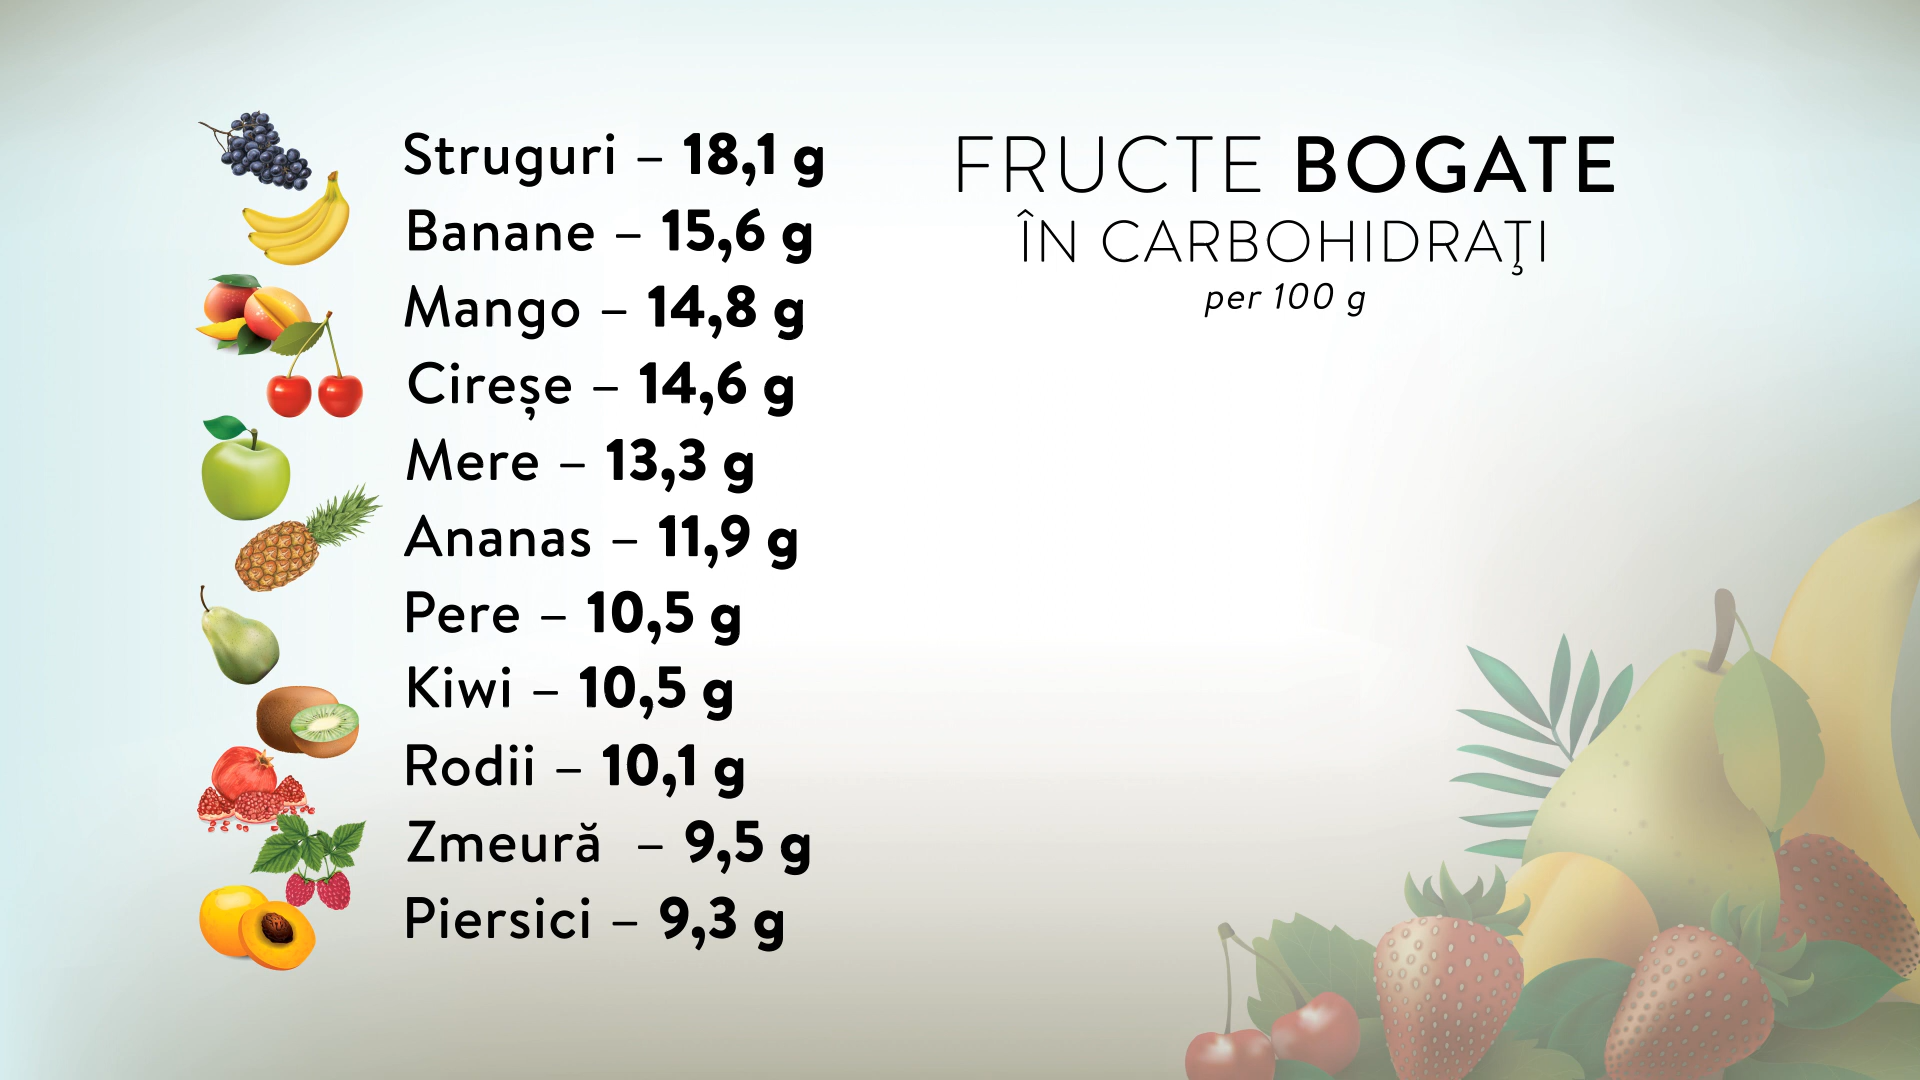 Struguri – 18,1 g
Banane – 15,6 g
Mango – 14,8 g
Cireșe – 14,6 g
Mere – 13,3 g
Ananas – 11,9 g
Pere – 10,5 g
Kiwi – 10,5 g
Rodii – 10,1 g
Zmeură – 9,5 g
Piersici – 9,3 g
FRUCTE BOGATE
ÎN CARBOHIDRAŢI
per 100 g